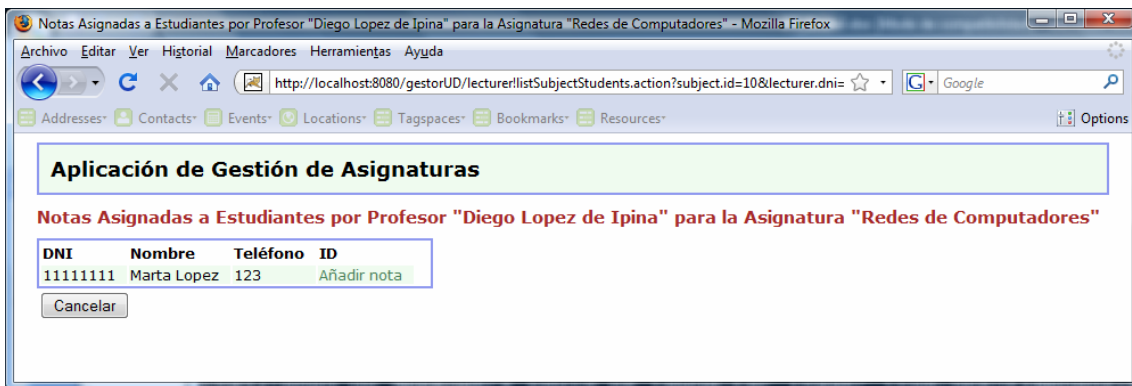 Notas Asignadas a Estudiantes por Profesor "Diego Lopez de Ipina" para la Asignatura "Redes de Computadores" - Mozilla Firefox
Archivo Editar Ver Historial Marcadores Herramientas Ayuda
http://localhost:8080/gestorUD/lecturer!listSubjectStudents.action?subject.id=10&lecturer.dni= G Google
Addresses Contacts Events Locations Tagspaces Bookmarks Resources Options
Aplicación de Gestión de Asignaturas
Notas Asignadas a Estudiantes por Profesor "Diego Lopez de Ipina" para la Asignatura "Redes de Computadores"
DNI Nombre Teléfono ID
11111111 Marta Lopez 123 Añadir nota
Cancelar